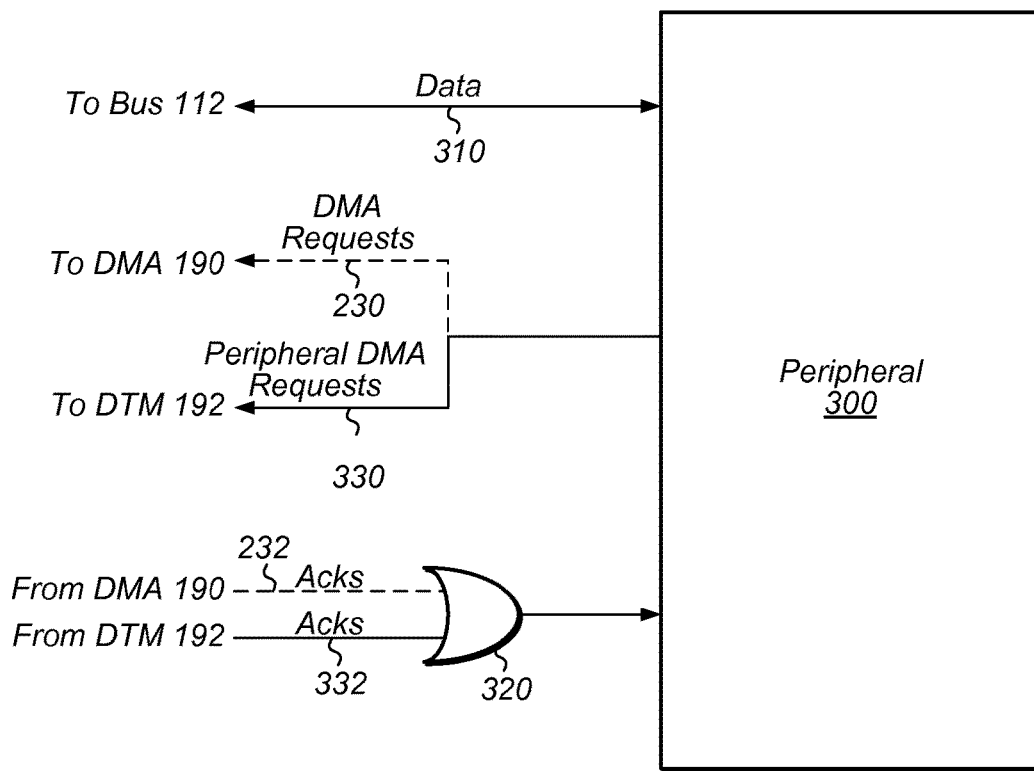 Data
To Bus 112
310
DMA
Requests
To DMA 190
230
Peripheral DMA
Requests
To DTM 192
330
Peripheral
300
232
From DMA 190 Acks
From DTM 192 Acks
332
320